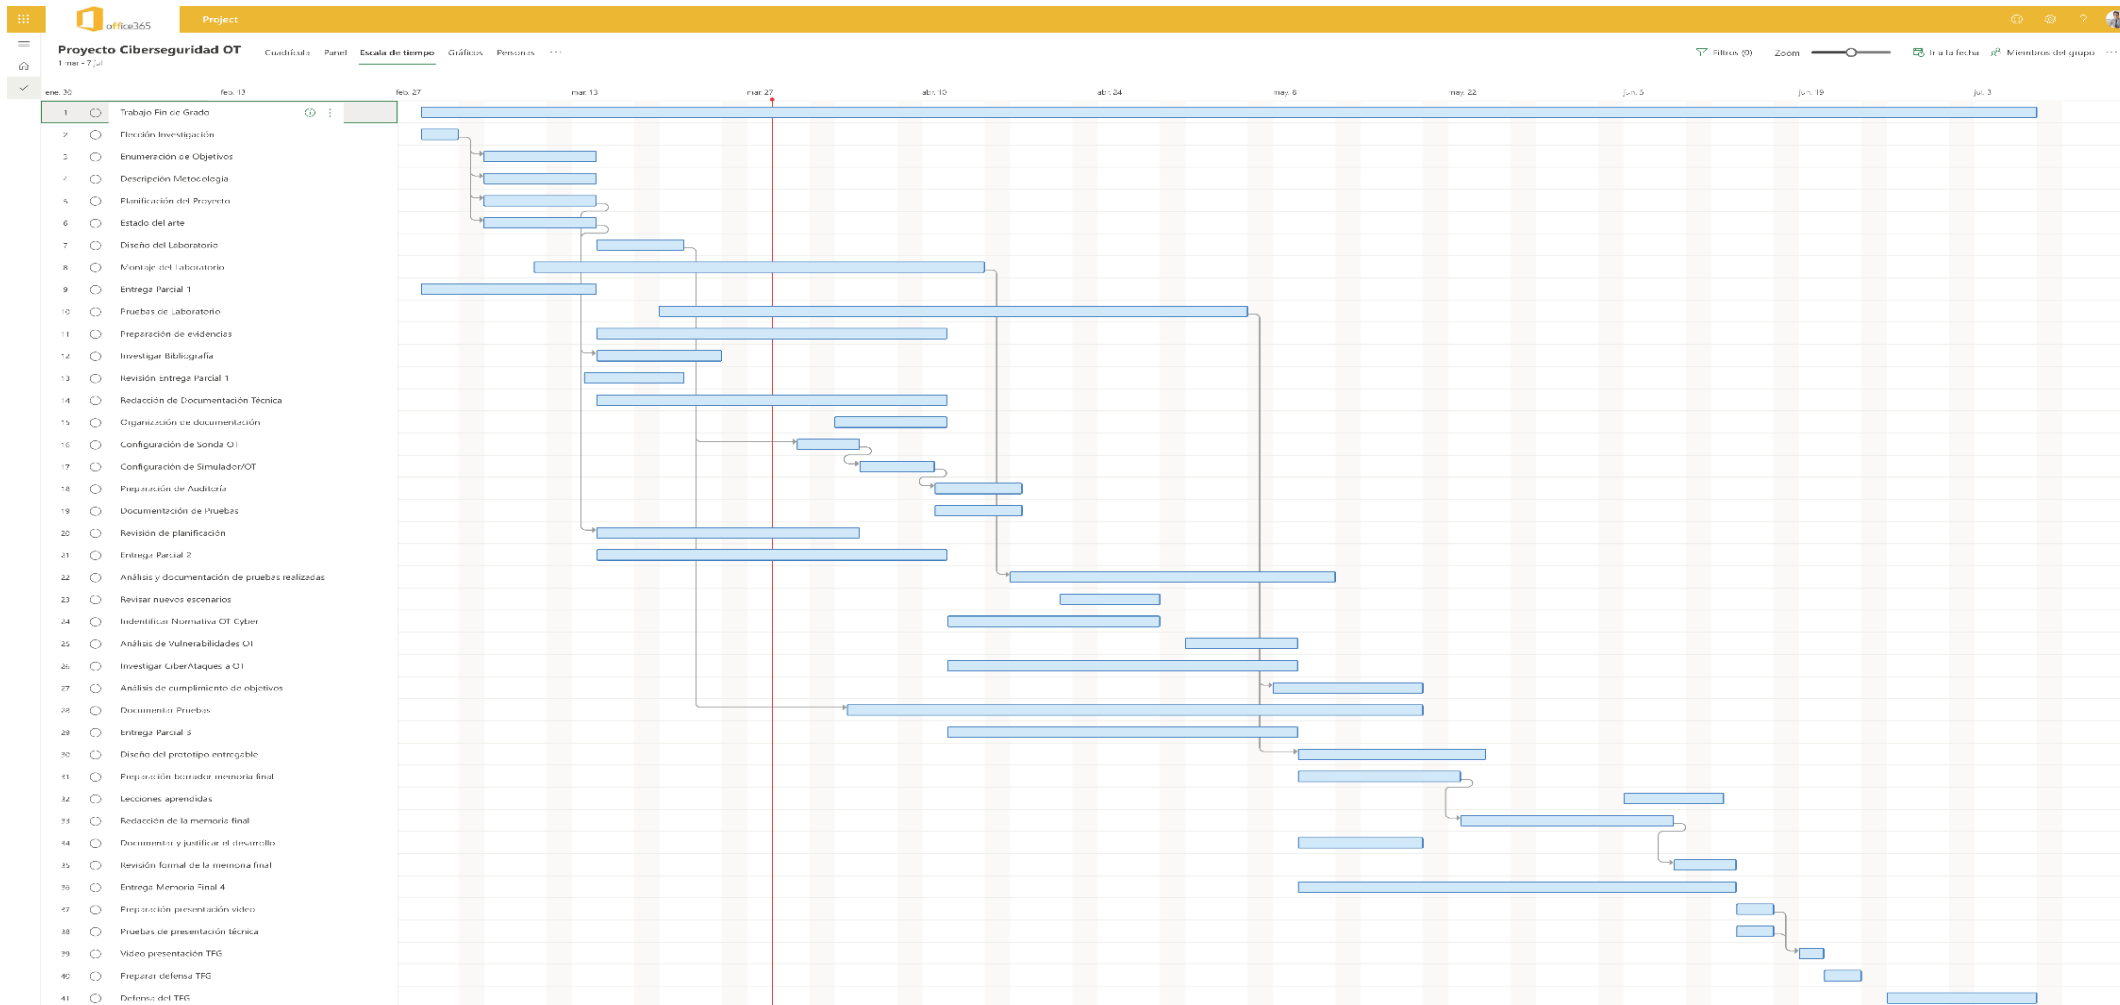 office365
Project
Proyecto Ciberseguridad OT
Cuadrícula Panel Escala de tiempo Gráficos Personas ...
Filtros (0) Zoom Ir a la fecha Miembros del grupo ...
1 mar - 7 jul
ene. 30 feb. 13 feb. 27 mar. 13 mar. 27 abr. 10 abr. 24 may. 8 may. 22 jun. 5 jun. 19 jul. 3
1 Trabajo Fin de Grado
2 Elección Investigación
3 Enumeración de Objetivos
4 Descripción Metodología
5 Planificación del Proyecto
6 Estado del arte
7 Diseño del Laboratorio
8 Montaje del Laboratorio
9 Entrega Parcial 1
10 Pruebas de Laboratorio
11 Preparación de evidencias
12 Investigar Bibliografía
13 Revisión Entrega Parcial 1
14 Redacción de Documentación Técnica
15 Organización de documentación
16 Configuración de Sonda OT
17 Configuración de Simulador/OT
18 Preparación de Auditoría
19 Documentación de Pruebas
20 Revisión de planificación
21 Entrega Parcial 2
22 Análisis y documentación de pruebas realizadas
23 Revisar nuevos escenarios
24 Indentificar Normativa OT Cyber
25 Análisis de Vulnerabilidades OT
26 Investigar CiberAtaques a OT
27 Análisis de cumplimiento de objetivos
28 Documentar Pruebas
29 Entrega Parcial 3
30 Diseño del prototipo entregable
31 Preparación borrador memoria final
32 Lecciones aprendidas
33 Redacción de la memoria final
34 Documentar y justificar el desarrollo
35 Revisión formal de la memoria final
36 Entrega Memoria Final 4
37 Preparación presentación video
38 Pruebas de presentación técnica
39 Video presentación TFG
40 Preparar defensa TFG
41 Defensa del TFG